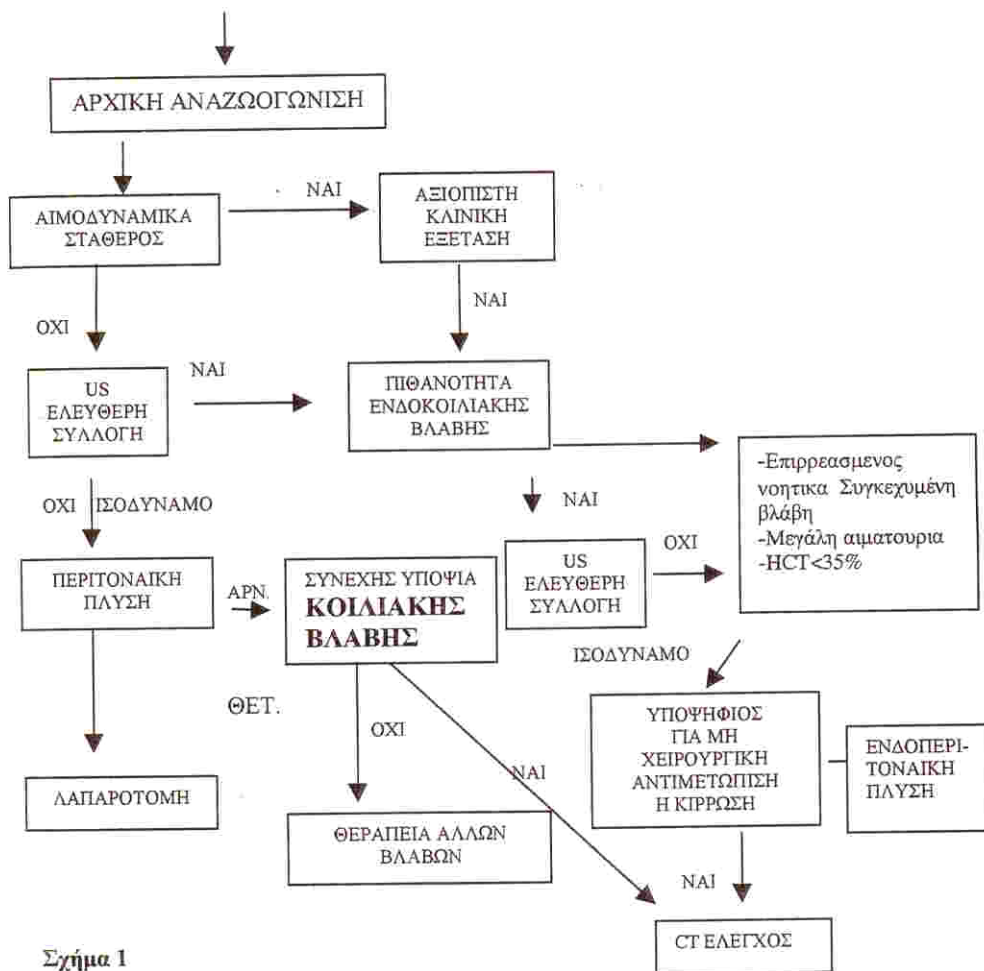 ΑΡΧΙΚΗ ΑΝΑΖΩΟΓΩΝΙΣΗ
ΑΙΜΟΔΥΝΑΜΙΚΑ
ΣΤΑΘΕΡΟΣ
ΝΑΙ
ΑΞΙΟΠΙΣΤΗ
ΚΛΙΝΙΚΗ
ΕΞΕΤΑΣΗ
ΟΧΙ
ΝΑΙ
US
ΕΛΕΥΘΕΡΗ
ΣΥΛΛΟΓΗ
ΝΑΙ
ΠΙΘΑΝΟΤΗΤΑ
ΕΝΔΟΚΟΙΛΙΑΚΗΣ
ΒΛΑΒΗΣ
-Επιρρεασμενος
νοητικα Συγκεχυμένη
βλάβη
-Μεγάλη αιματουρια
-HCT<35%
ΟΧΙ ΙΣΟΔΥΝΑΜΟ
ΝΑΙ
US
ΕΛΕΥΘΕΡΗ
ΣΥΛΛΟΓΗ
ΟΧΙ
ΠΕΡΙΤΟΝΑΙΚΗ
ΠΛΥΣΗ
ΑΡΝ.
ΣΥΝΕΧΗΣ ΥΠΟΨΙΑ
ΚΟΙΛΙΑΚΗΣ
ΒΛΑΒΗΣ
ΙΣΟΔΥΝΑΜΟ
ΘΕΤ.
ΟΧΙ
ΝΑΙ
ΥΠΟΨΗΦΙΟΣ
ΓΙΑ ΜΗ
ΧΕΙΡΟΥΡΓΙΚΗ
ΑΝΤΙΜΕΤΩΠΙΣΗ
Η ΚΙΡΡΩΣΗ
ΕΝΔΟΠΕΡΙ-
ΤΟΝΑΙΚΗ
ΠΛΥΣΗ
ΛΑΠΑΡΟΤΟΜΗ
ΘΕΡΑΠΕΙΑ ΑΛΛΩΝ
ΒΛΑΒΩΝ
ΝΑΙ
CT ΕΛΕΓΧΟΣ
Σχήμα 1